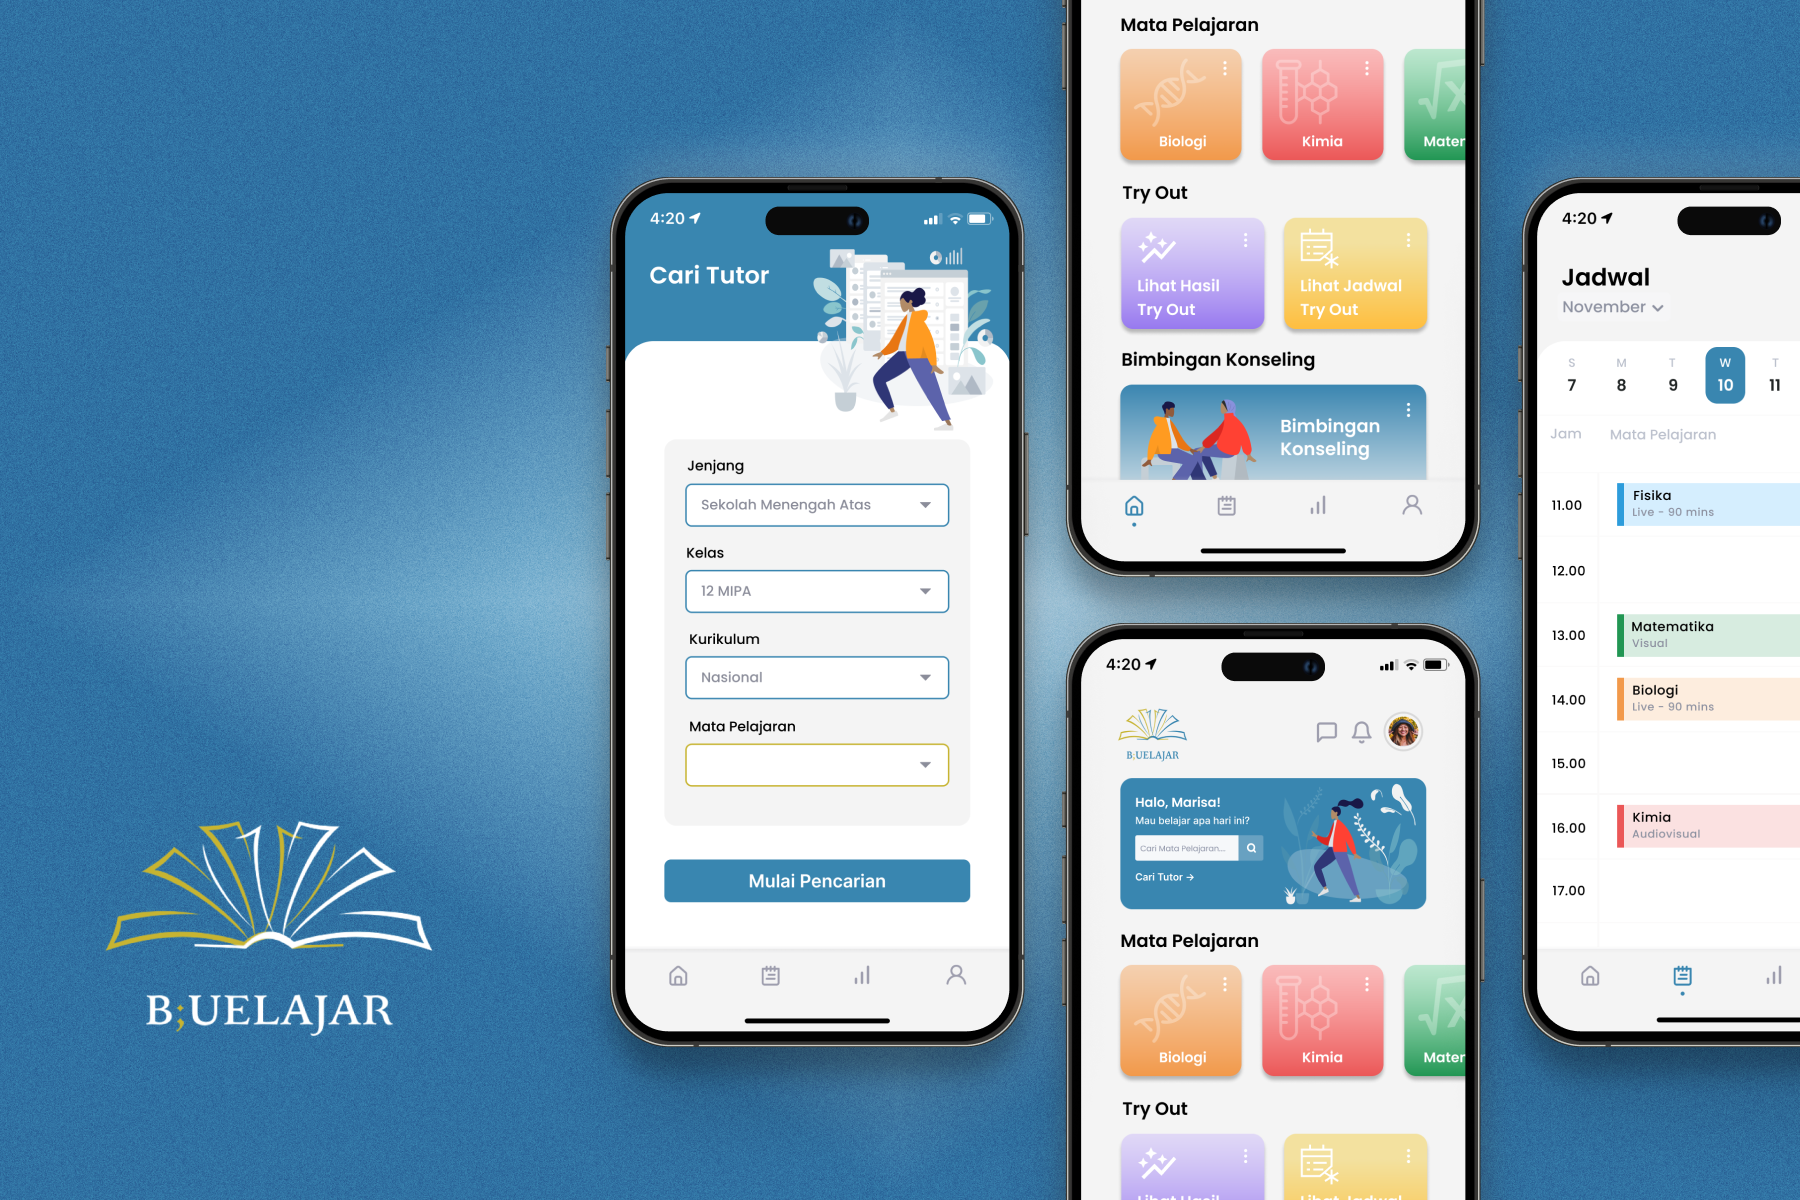 B;UELAJAR
4:20
Cari Tutor
Jenjang
Sekolah Menengah Atas
Kelas
12 MIPA
Kurikulum
Nasional
Mata Pelajaran
Mulai Pencarian
Mata Pelajaran
Biologi
Kimia
Mater
Try Out
Lihat Hasil
Try Out
Lihat Jadwal
Try Out
Bimbingan Konseling
Bimbingan
Konseling
4:20
B;UELAJAR
Halo, Marisa!
Mau belajar apa hari ini?
Cari Mata Pelajaran...
Cari Tutor →
Mata Pelajaran
Biologi
Kimia
Mater
Try Out
Lihat Hasil
Lihat Jadwal
4:20
Jadwal
November
S M T W T
7 8 9 10 11
Jam Mata Pelajaran
11.00 Fisika
Live - 90 mins
12.00
13.00 Matematika
Visual
14.00 Biologi
Live - 90 mins
15.00
16.00 Kimia
Audiovisual
17.00